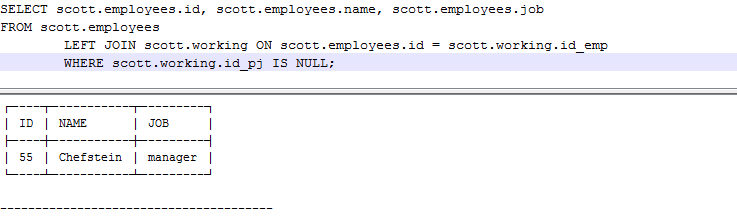 SELECT scott.employees.id, scott.employees.name, scott.employees.job
FROM scott.employees
LEFT JOIN scott.working ON scott.employees.id = scott.working.id_emp
WHERE scott.working.id_pj IS NULL;
ID | NAME | JOB
55 | Chefstein | manager